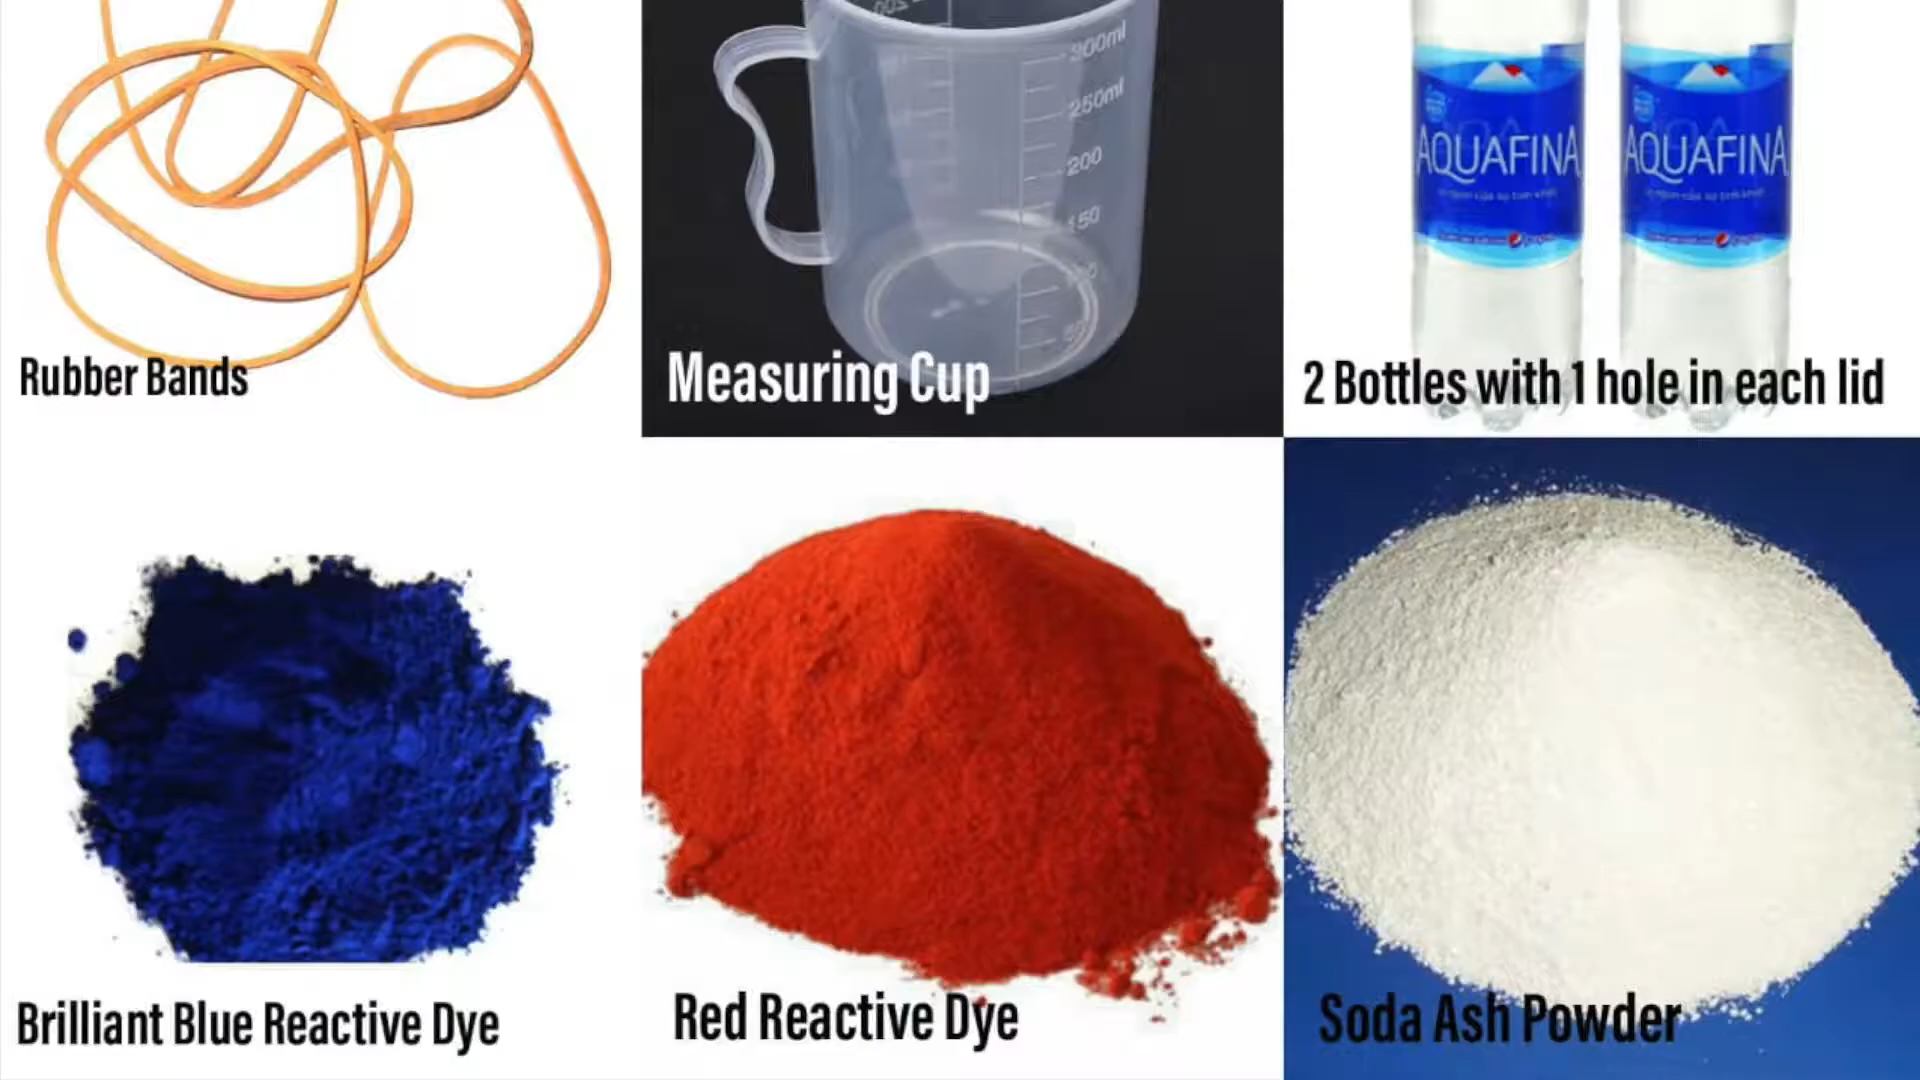 300ml
250ml
200
150
50
AQUAFINA
AQUAFINA
Rubber Bands
Measuring Cup
2 Bottles with 1 hole in each lid
Brilliant Blue Reactive Dye
Red Reactive Dye
Soda Ash Powder